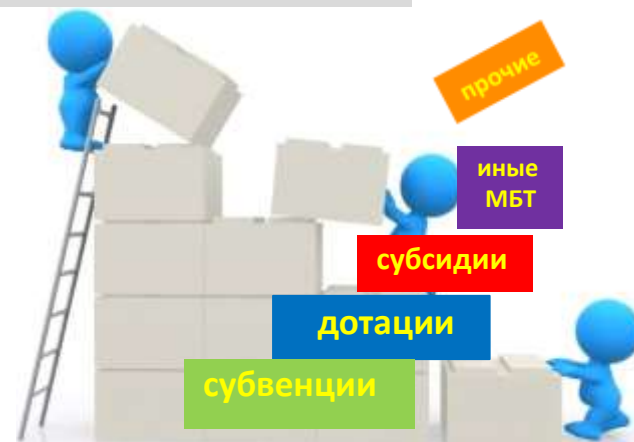 прочие
иные
МБТ
субсидии
дотации
субвенции